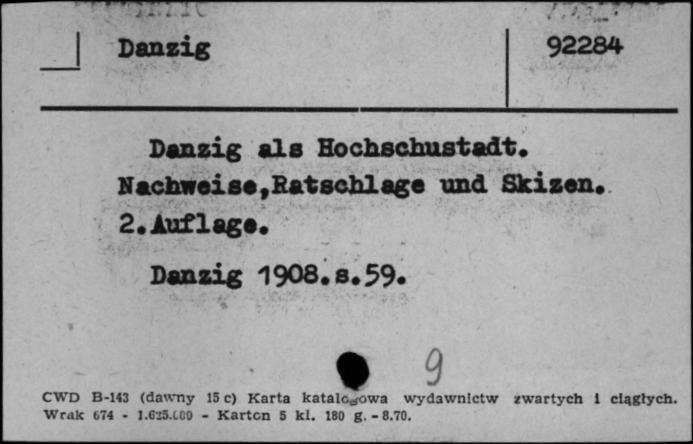 Danzig 92284
Danzig als Hochschustadt.
Nachweise,Ratschlage und Skizen.
2.Auflage.
Danzig 1908.s.59.
9
CWD B-143 (dawny 15 c) Karta katalogowa wydawnictw zwartych i ciągłych.
Wrak 674 - 1.625.000 - Karton 5 kl. 180 g. - 8.70.